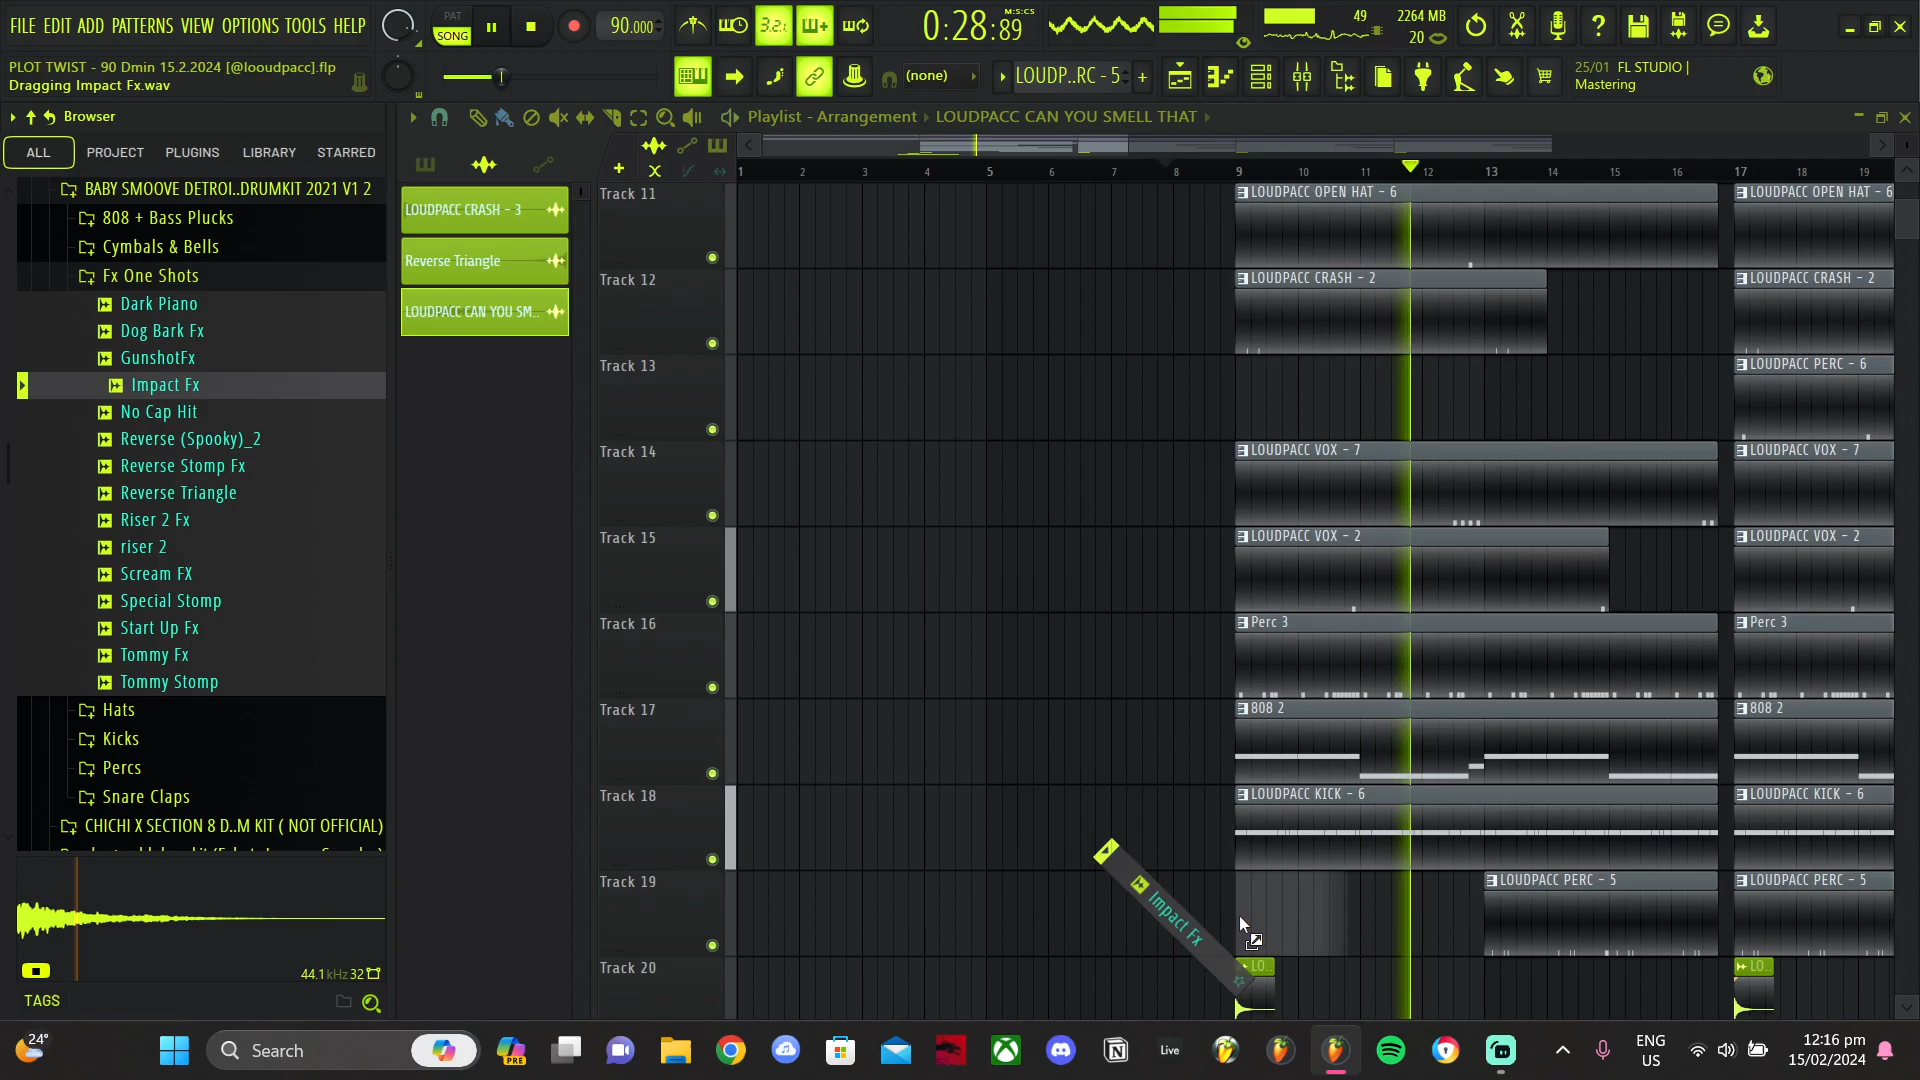 FILE EDIT ADD PATTERNS VIEW OPTIONS TOOLS HELP
PAT
SONG
90.000
3.2.1
0:28:89
M:S:CS
49
2264 MB
20
PLOT TWIST - 90 Dmin 15.2.2024 [@looudpacc].flp
Dragging Impact Fx.wav
(none)
LOUDP..RC - 5
25/01 FL STUDIO |
Mastering
Browser
Playlist - Arrangement
LOUDPACC CAN YOU SMELL THAT
ALL
PROJECT
PLUGINS
LIBRARY
STARRED
BABY SMOOVE DETROI..DRUMKIT 2021 V1 2
808 + Bass Plucks
Cymbals & Bells
Fx One Shots
Dark Piano
Dog Bark Fx
GunshotFx
Impact Fx
No Cap Hit
Reverse (Spooky)_2
Reverse Stomp Fx
Reverse Triangle
Riser 2 Fx
riser 2
Scream FX
Special Stomp
Start Up Fx
Tommy Fx
Tommy Stomp
Hats
Kicks
Percs
Snare Claps
CHICHI X SECTION 8 D..M KIT ( NOT OFFICIAL)
44.1kHz 32
TAGS
LOUDPACC CRASH - 3
Reverse Triangle
LOUDPACC CAN YOU SM..
1 2 3 4 5 6 7 8 9 10 11 12 13 14 15 16 17 18 19
Track 11
LOUDPACC OPEN HAT - 6
LOUDPACC OPEN HAT - 6
Track 12
LOUDPACC CRASH - 2
LOUDPACC CRASH - 2
Track 13
LOUDPACC PERC - 6
Track 14
LOUDPACC VOX - 7
LOUDPACC VOX - 7
Track 15
LOUDPACC VOX - 2
LOUDPACC VOX - 2
Track 16
Perc 3
Perc 3
Track 17
808 2
808 2
Track 18
LOUDPACC KICK - 6
LOUDPACC KICK - 6
Track 19
LOUDPACC PERC - 5
LOUDPACC PERC - 5
Impact Fx
Track 20
LO..
LO..
24°
Search
PRE
Live
ENG
US
12:16 pm
15/02/2024